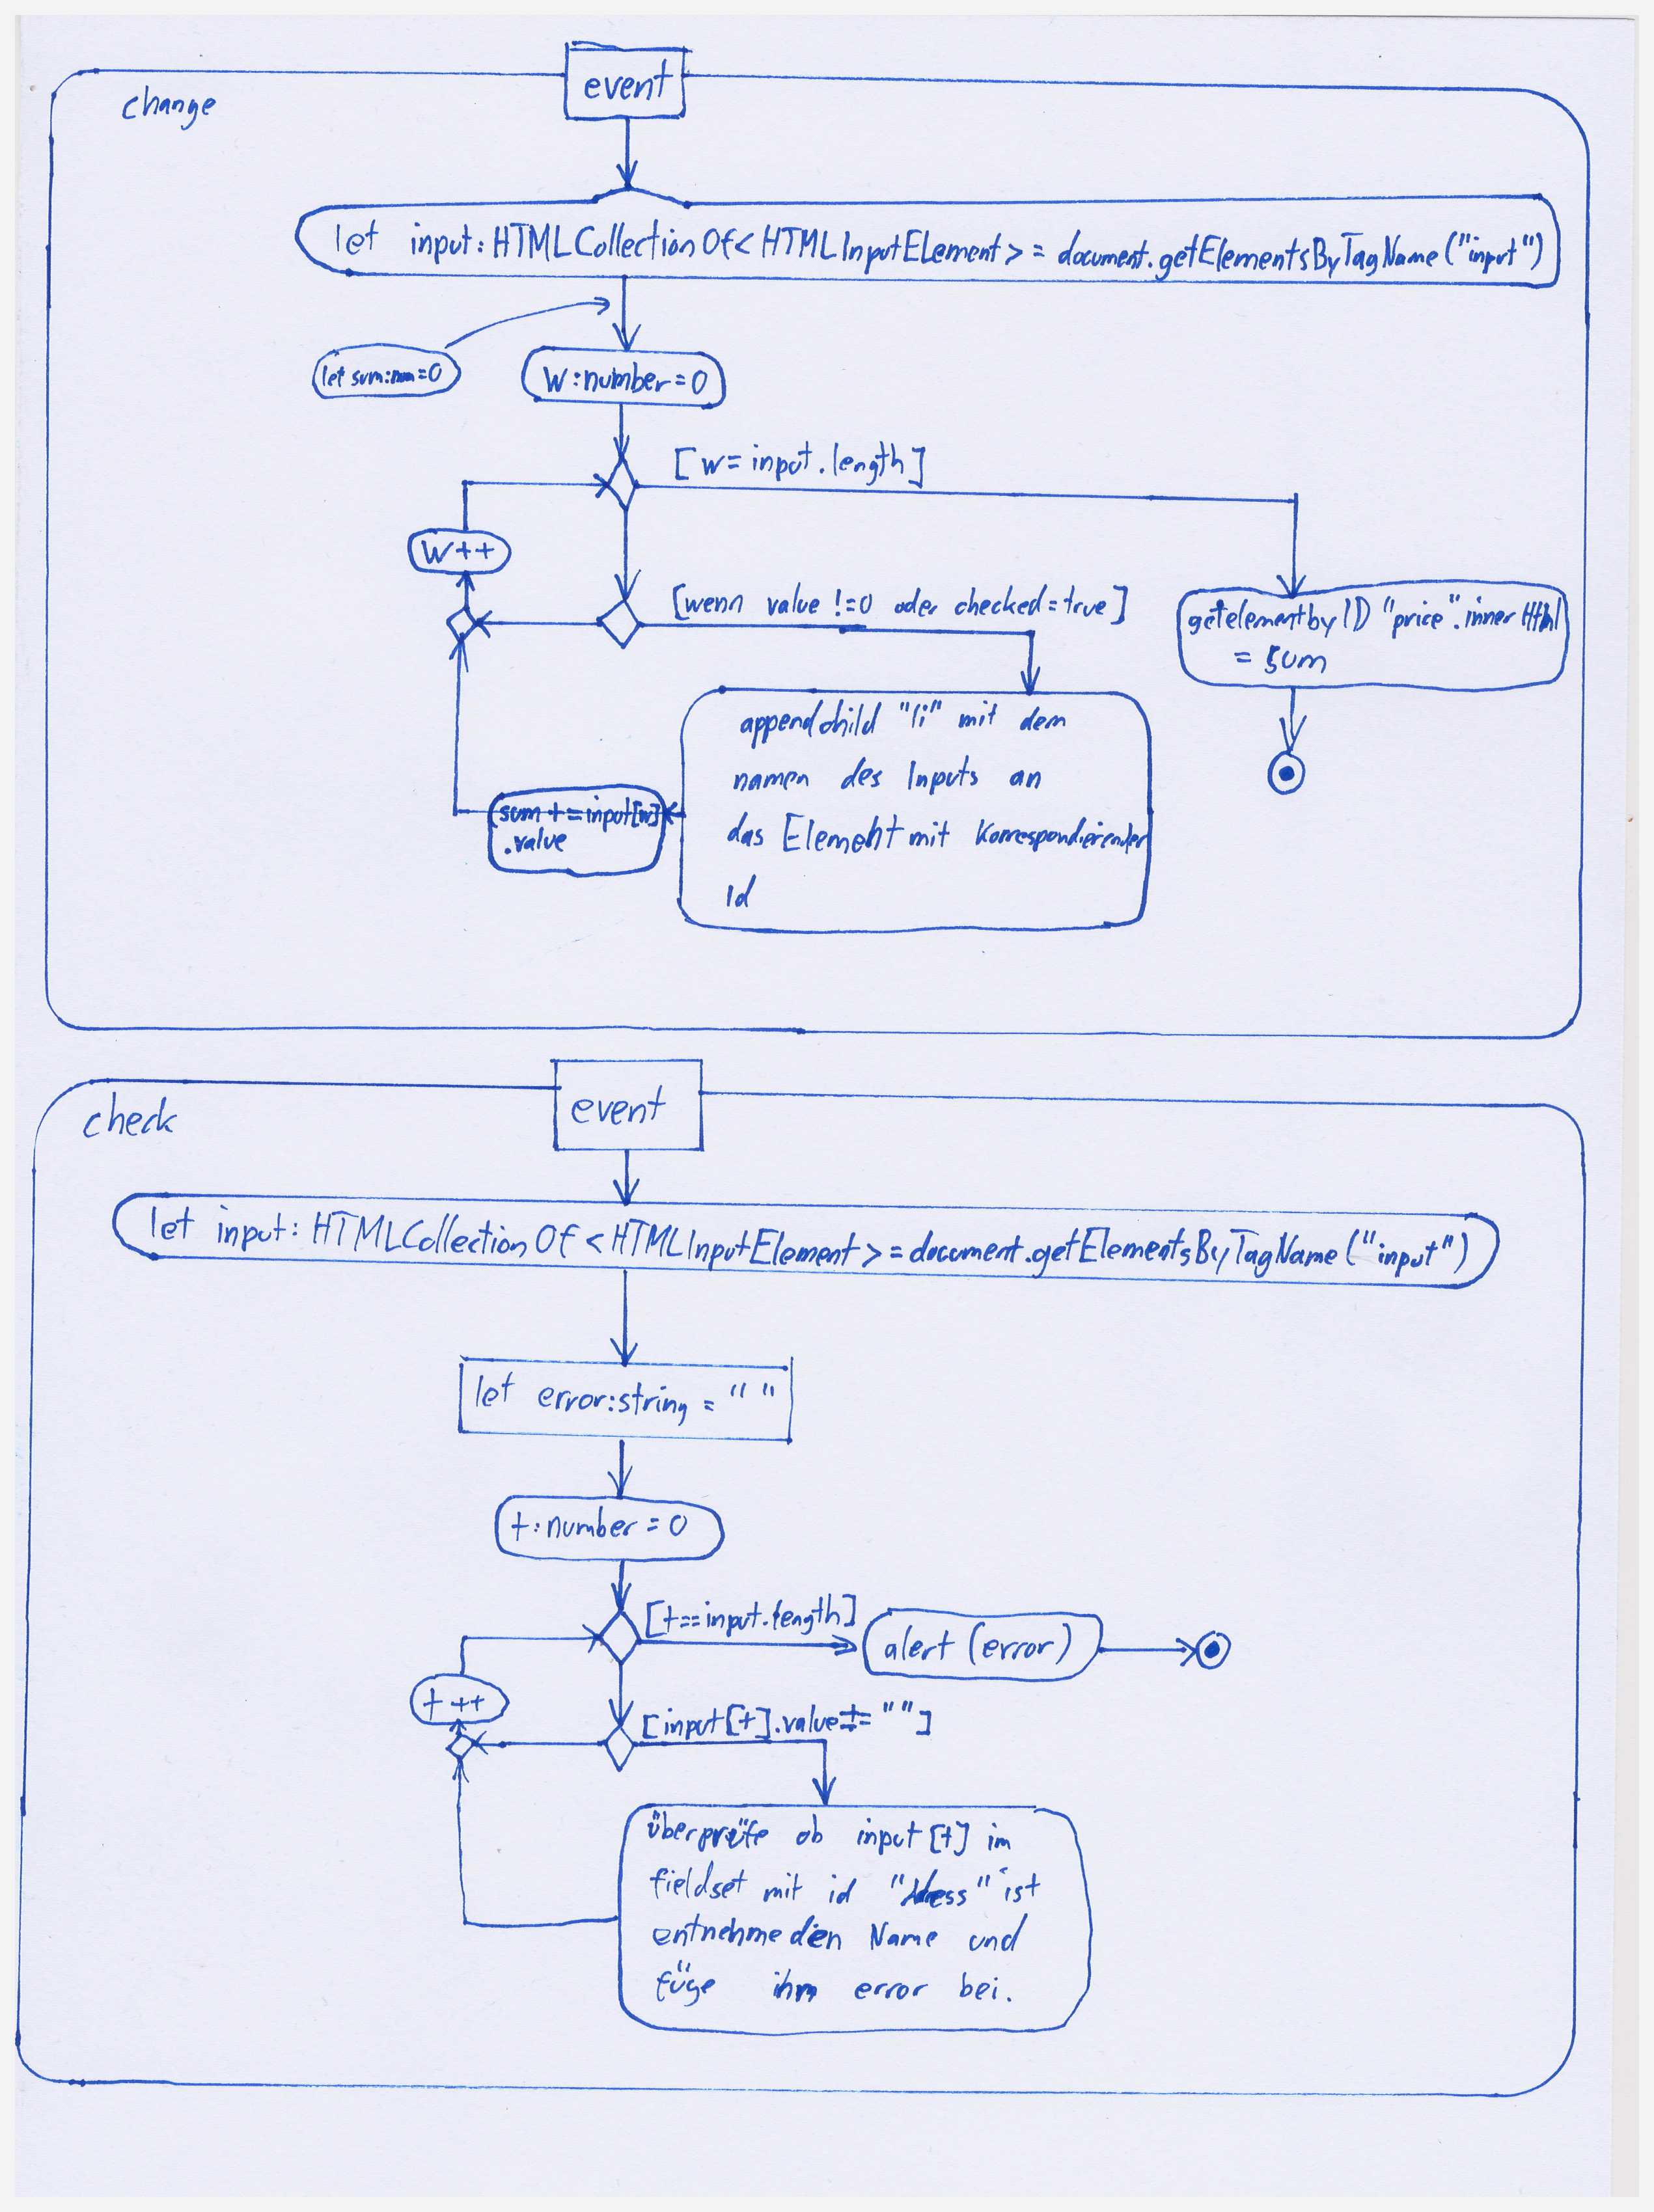 event
change
let input: HTMLCollectionOf<HTMLInputELement> = document.getElementsByTagName("input")
let sum:num=0
W:number=0
[w= input.length]
W++
[wenn value !=0 oder checked=true]
getelementbyID "price".innerHtml
= sum
appendchild "li" mit dem
namen des Inputs an
das Element mit Korrespondierender
Id
sum+=input[w]
.value
event
check
let input: HTMLCollectionOf<HTMLInputElement>=document.getElementsByTagName("input")
let error:string = " "
t:number=0
[t==input.length]
alert (error)
t++
[input[t].value = ""]
überprüfe ob input[t] im
fieldset mit id " " ist
entnehme den Name und
füge ihm error bei.